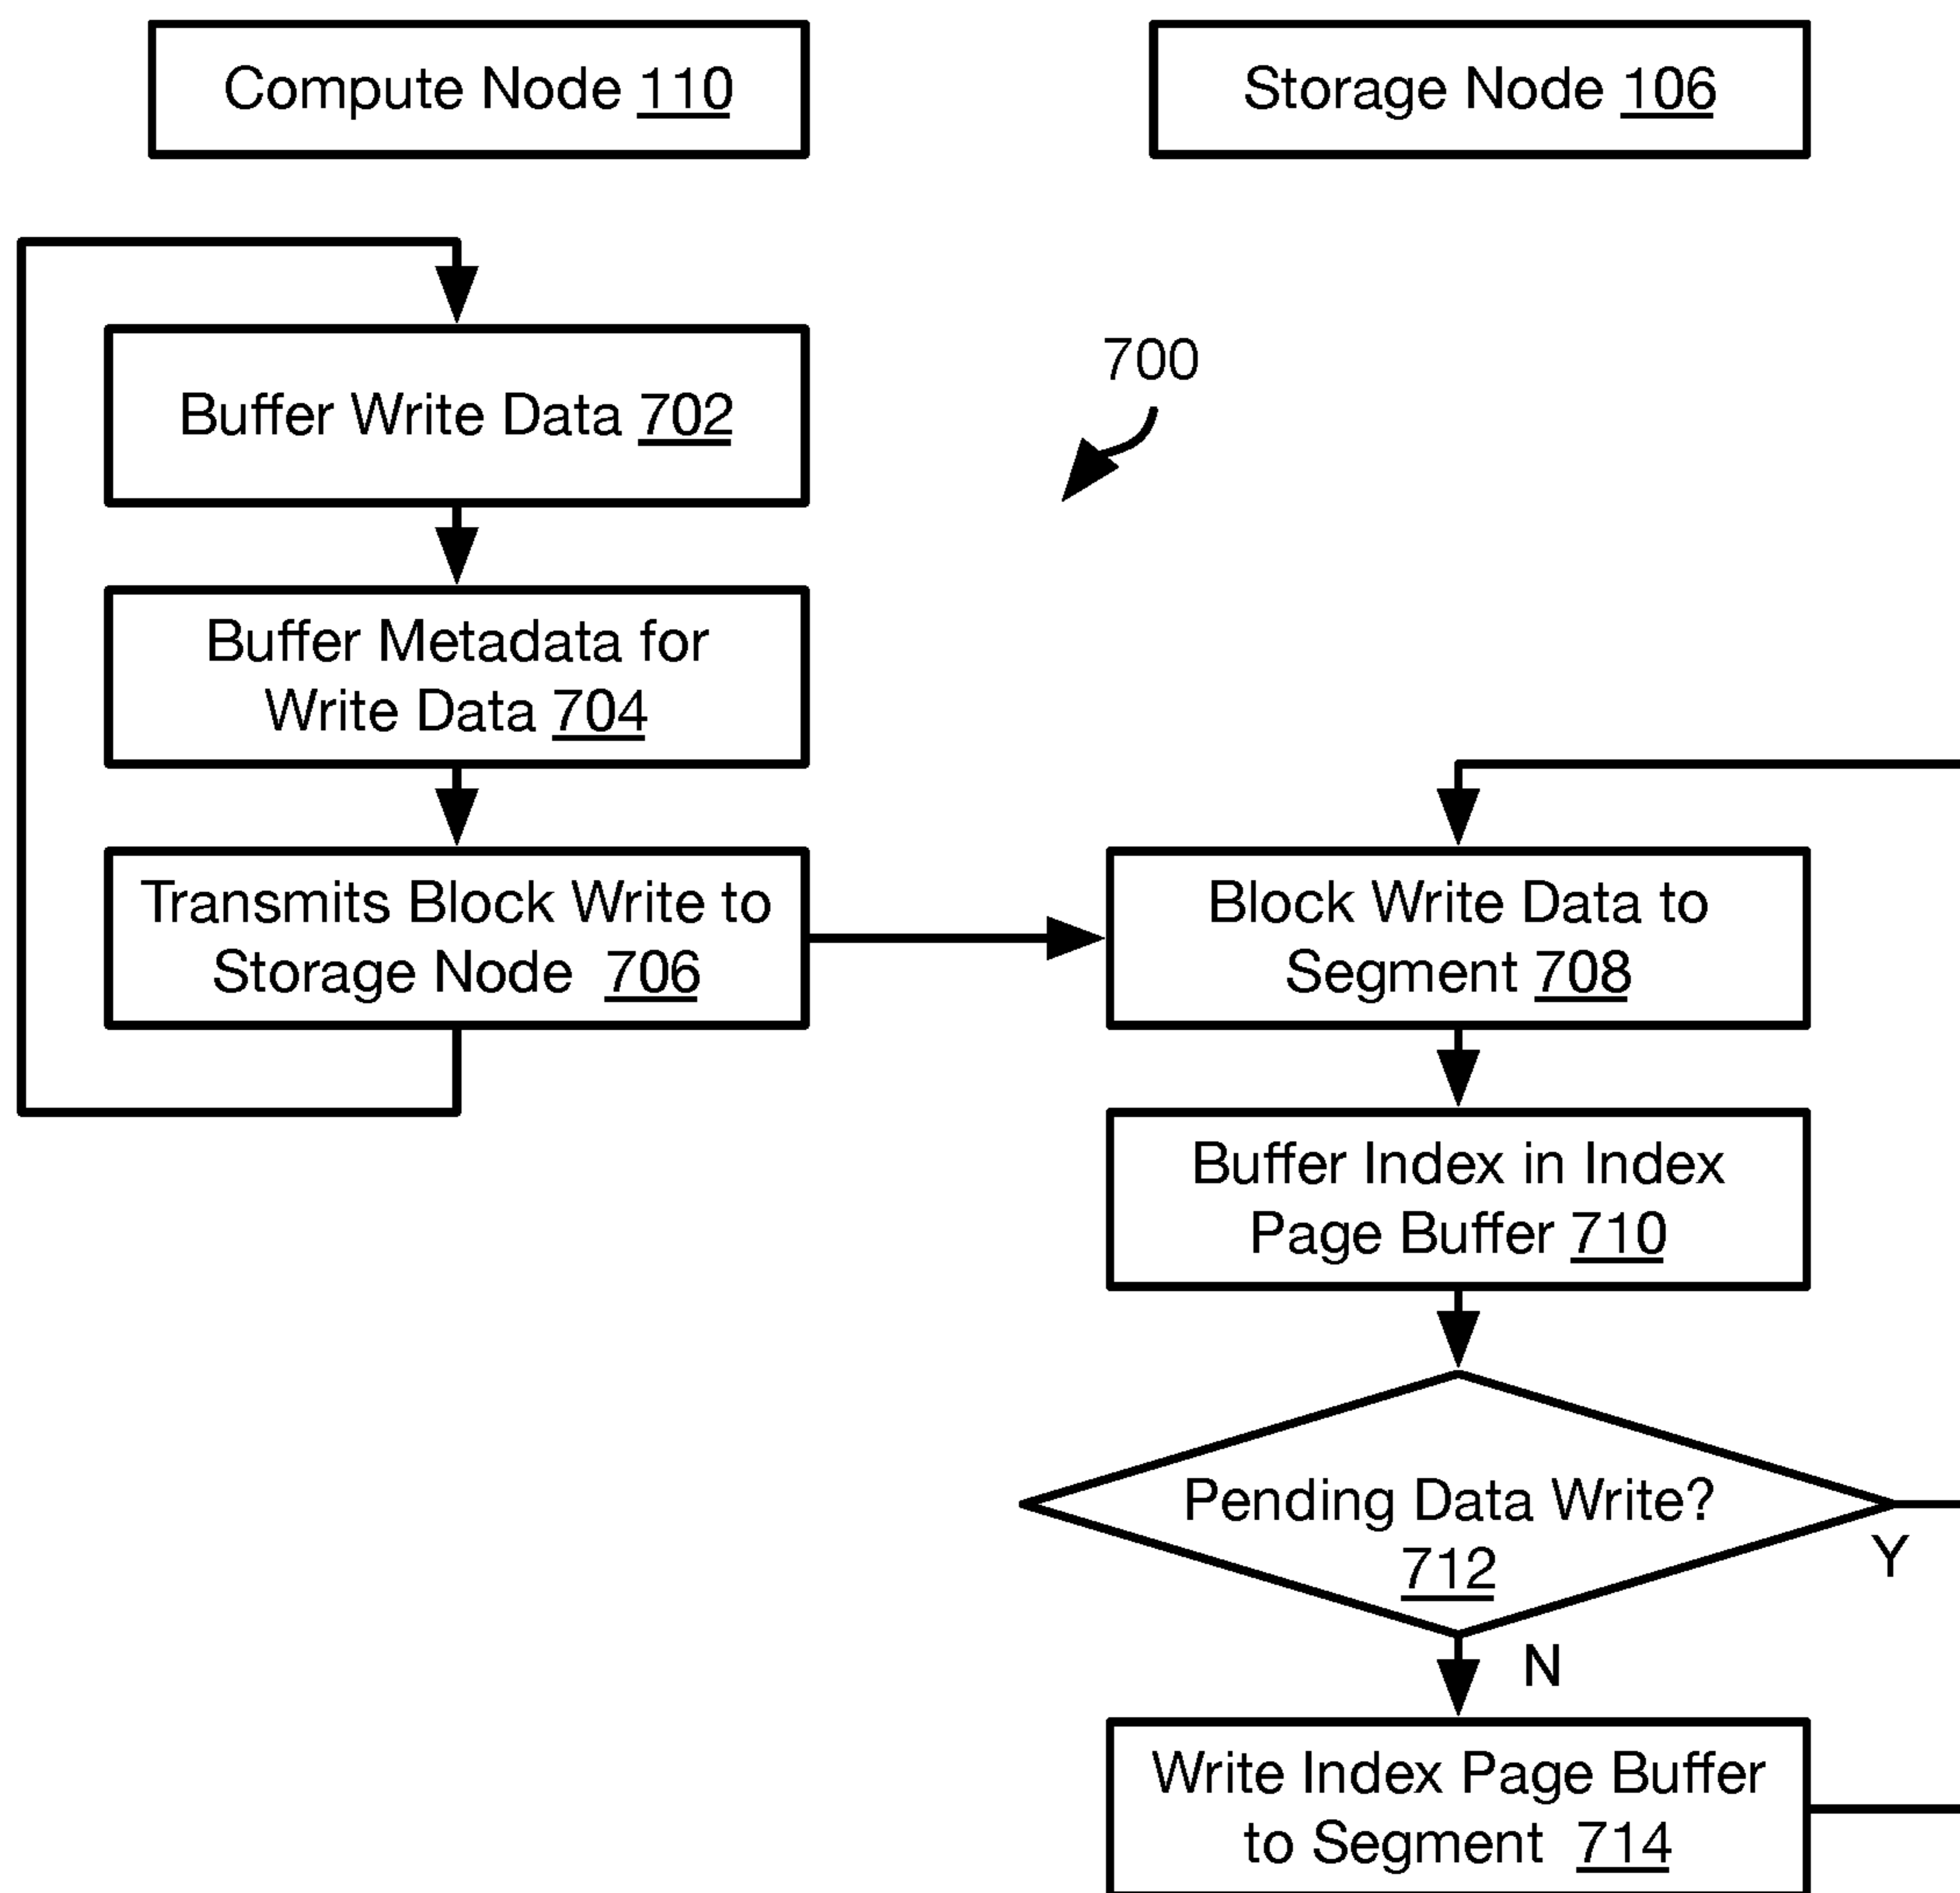 Compute Node 110
Storage Node 106
700
Buffer Write Data 702
Buffer Metadata for
Write Data 704
Transmits Block Write to
Storage Node 706
Block Write Data to
Segment 708
Buffer Index in Index
Page Buffer 710
Pending Data Write?
712
Y
N
Write Index Page Buffer
to Segment 714